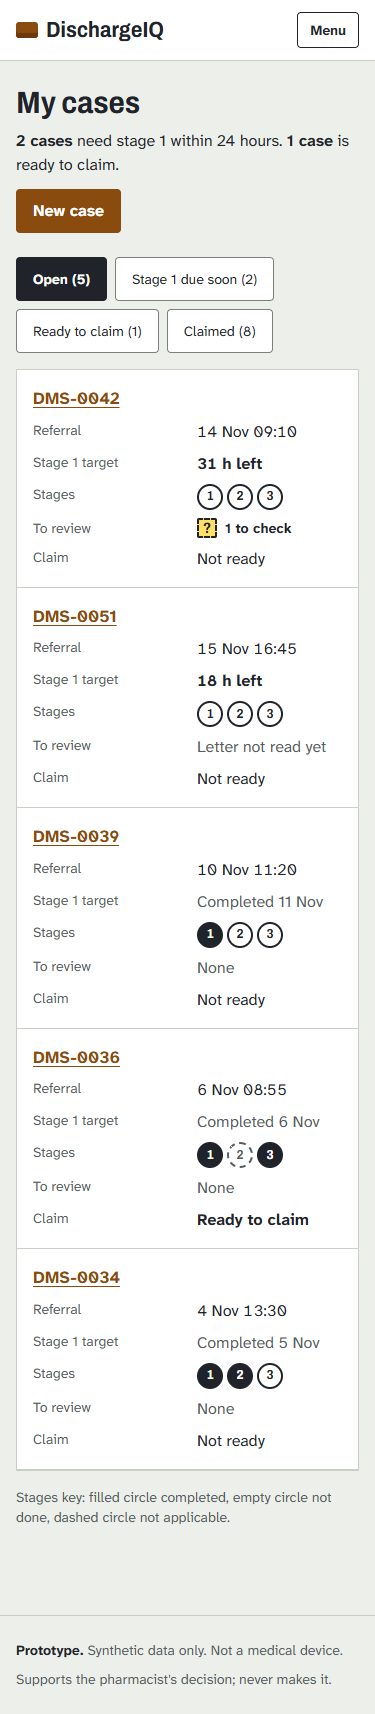 DischargeIQ
Menu
My cases
2 cases need stage 1 within 24 hours. 1 case is
ready to claim.
New case
Open (5)
Stage 1 due soon (2)
Ready to claim (1)
Claimed (8)
DMS-0042
Referral
14 Nov 09:10
Stage 1 target
31 h left
Stages
1 2 3
To review
? 1 to check
Claim
Not ready
DMS-0051
Referral
15 Nov 16:45
Stage 1 target
18 h left
Stages
1 2 3
To review
Letter not read yet
Claim
Not ready
DMS-0039
Referral
10 Nov 11:20
Stage 1 target
Completed 11 Nov
Stages
1 2 3
To review
None
Claim
Not ready
DMS-0036
Referral
6 Nov 08:55
Stage 1 target
Completed 6 Nov
Stages
1 2 3
To review
None
Claim
Ready to claim
DMS-0034
Referral
4 Nov 13:30
Stage 1 target
Completed 5 Nov
Stages
1 2 3
To review
None
Claim
Not ready
Stages key: filled circle completed, empty circle not
done, dashed circle not applicable.
Prototype. Synthetic data only. Not a medical device.
Supports the pharmacist's decision; never makes it.